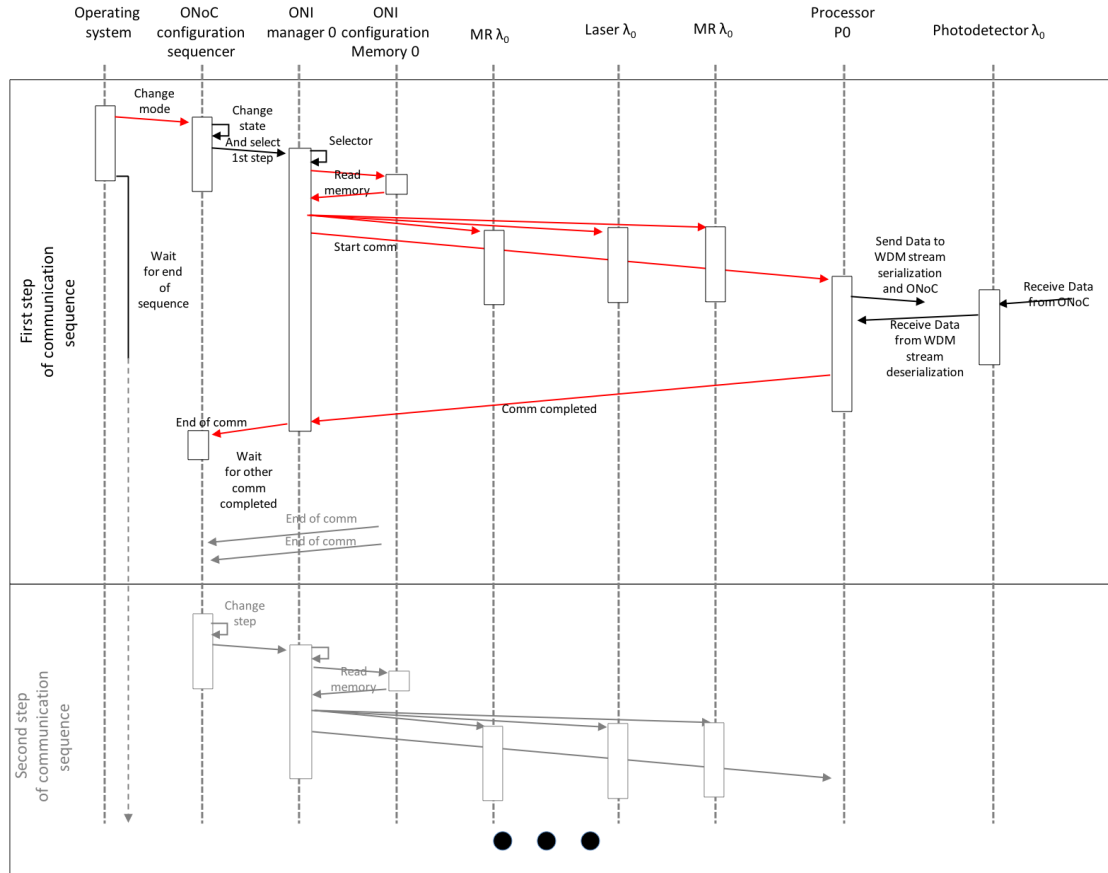 Operating
system
ONoC
configuration
sequencer
ONI
manager 0
ONI
configuration
Memory 0
MR λ0
Laser λ0
MR λ0
Processor
P0
Photodetector λ0
First step
of communication
sequence
Change
mode
Change
state
And select
1st step
Selector
Read
memory
Start comm
Wait
for end
of
sequence
Send Data to
WDM stream
serialization
and ONoC
Receive Data
from ONoC
Receive Data
from WDM
stream
deserialization
Comm completed
End of comm
Wait
for other
comm
completed
End of comm
End of comm
Second step
of communication
sequence
Change
step
Read
memory